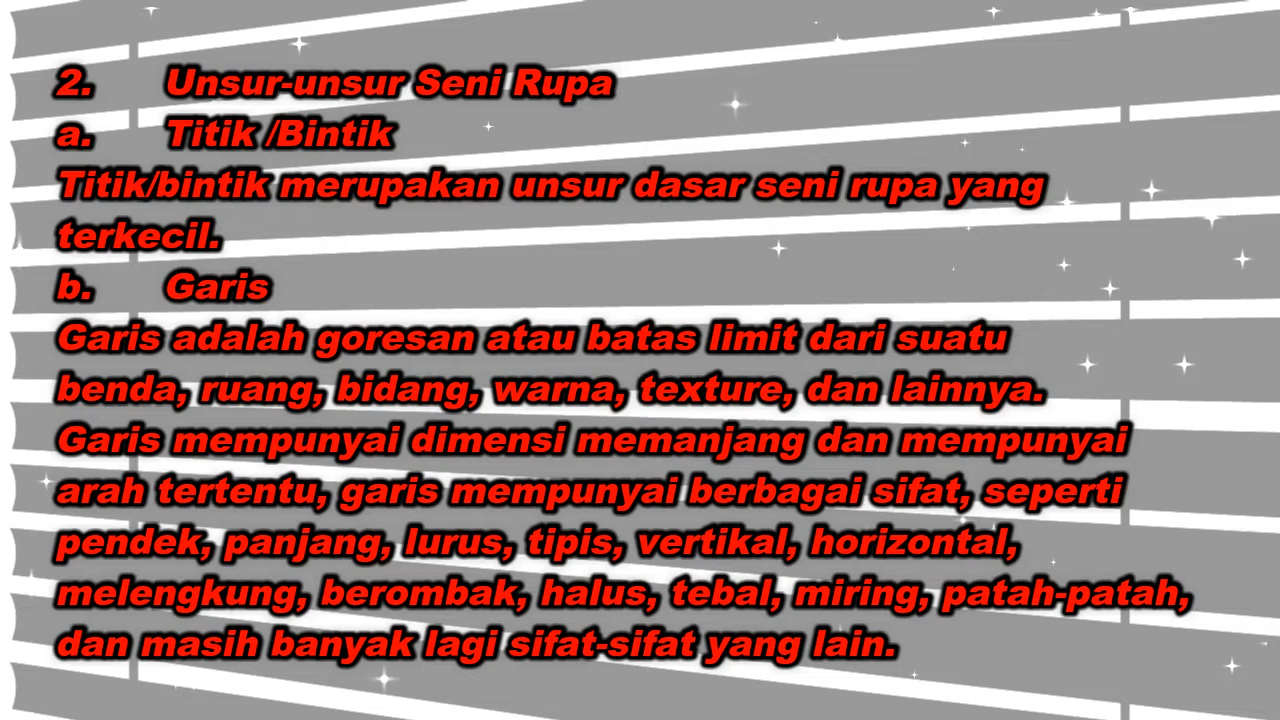 2. Unsur-unsur Seni Rupa
a. Titik /Bintik
Titik/bintik merupakan unsur dasar seni rupa yang
terkecil.
b. Garis
Garis adalah goresan atau batas limit dari suatu
benda, ruang, bidang, warna, texture, dan lainnya.
Garis mempunyai dimensi memanjang dan mempunyai
arah tertentu, garis mempunyai berbagai sifat, seperti
pendek, panjang, lurus, tipis, vertikal, horizontal,
melengkung, berombak, halus, tebal, miring, patah-patah,
dan masih banyak lagi sifat-sifat yang lain.